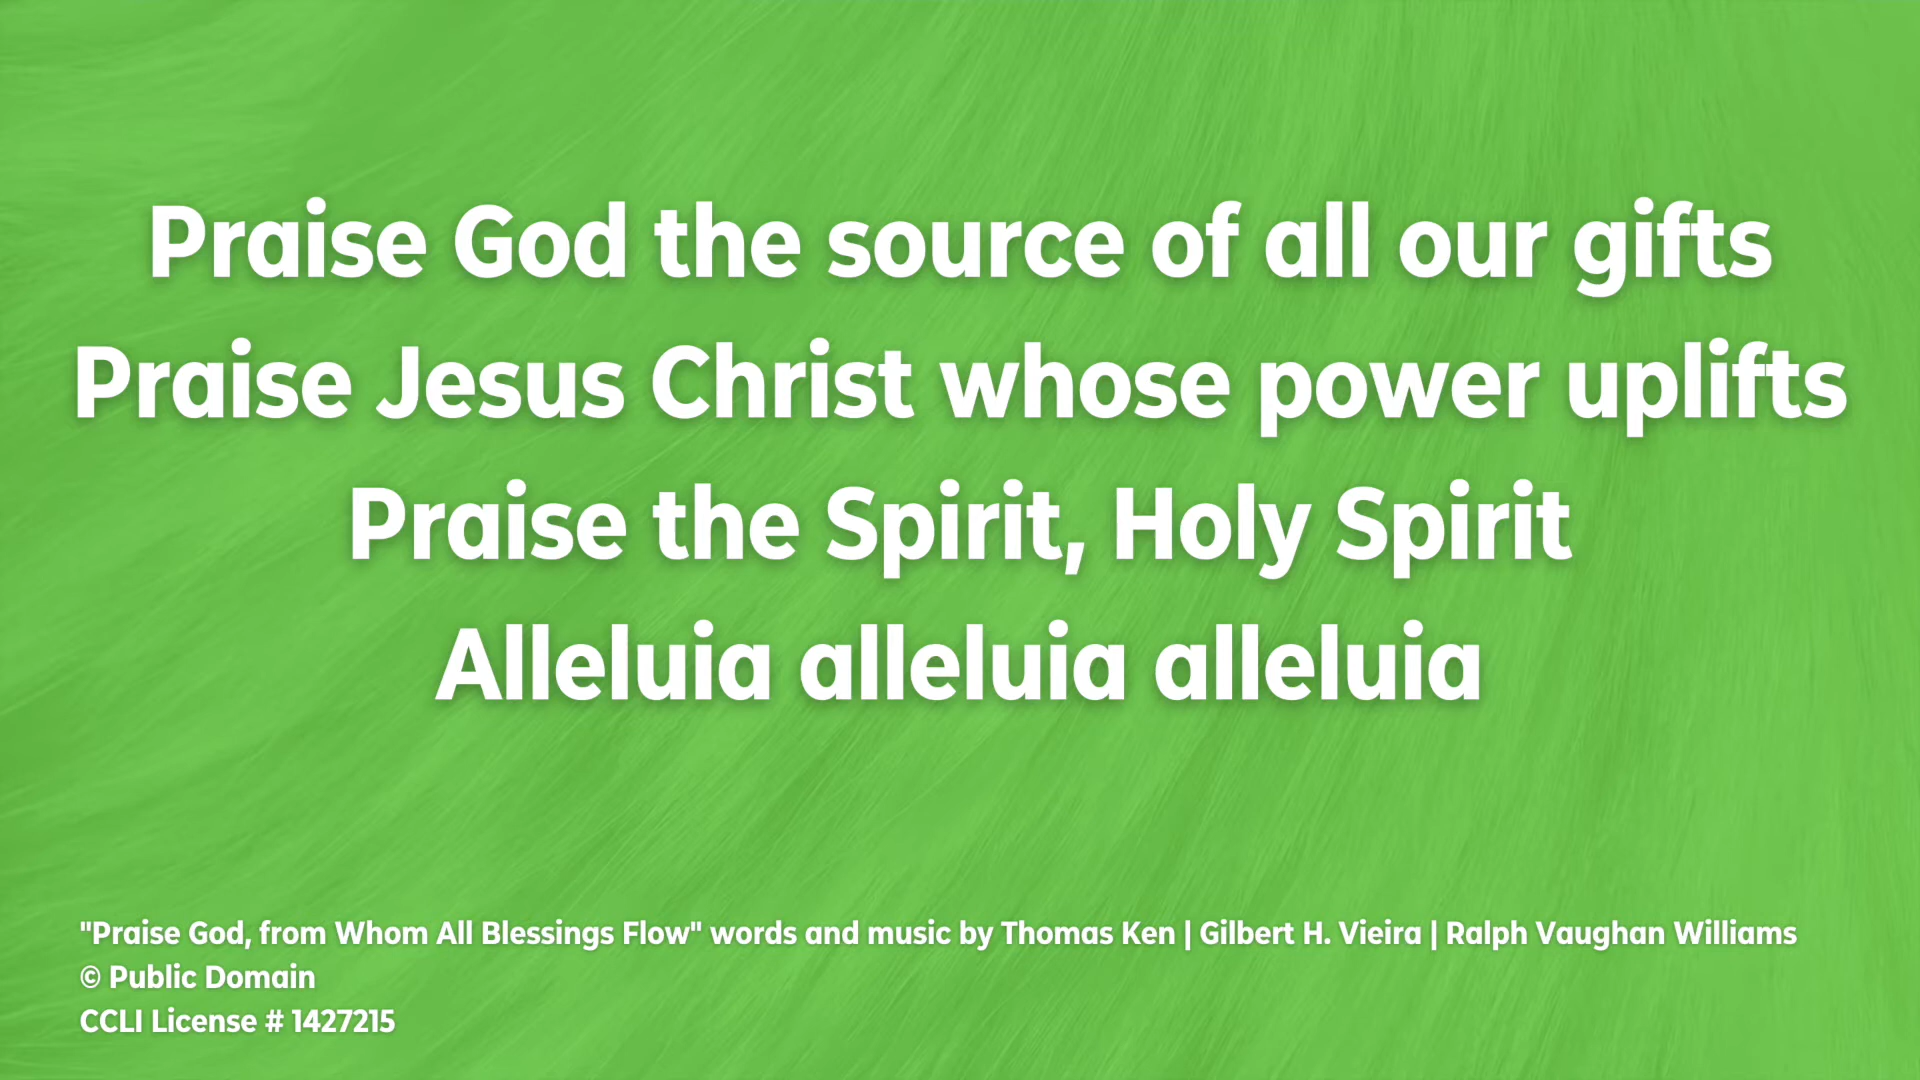 Praise God the source of all our gifts
Praise Jesus Christ whose power uplifts
Praise the Spirit, Holy Spirit
Alleluia alleluia alleluia
"Praise God, from Whom All Blessings Flow" words and music by Thomas Ken | Gilbert H. Vieira | Ralph Vaughan Williams
© Public Domain
CCLI License # 1427215